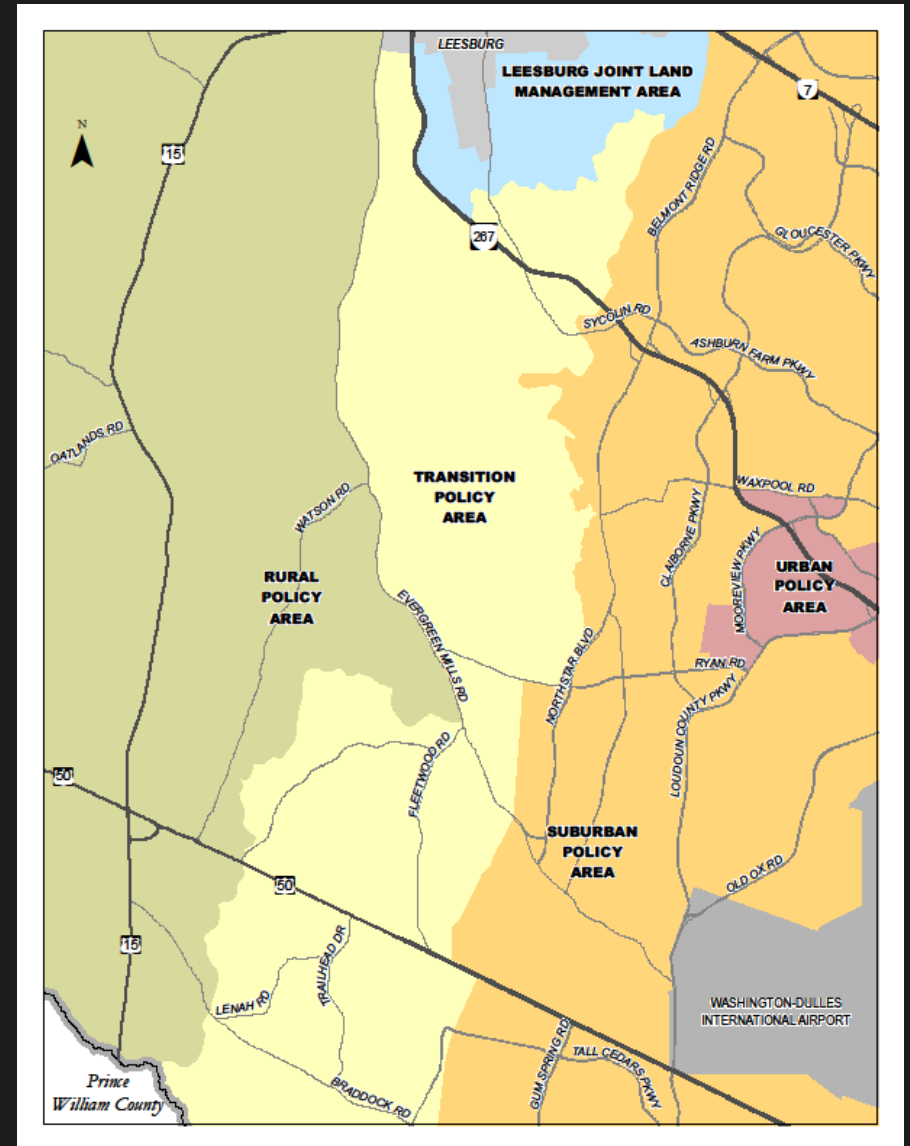 LEESBURG
LEESBURG JOINT LAND
MANAGEMENT AREA
7
N
15
BELMONT RIDGE RD
GLOUCESTER PKWY
267
SYCOLIN RD
ASHBURN FARM PKWY
OATLANDS RD
TRANSITION
POLICY
AREA
WATSON RD
WAXPOOL RD
CLAIBORNE PKWY
MOOREVIEW PKWY
URBAN
POLICY
AREA
RURAL
POLICY
AREA
EVERGREEN MILLS RD
NORTHSTAR BLVD
RYAN RD
LOUDOUN COUNTY PKWY
50
FLEETWOOD RD
SUBURBAN
POLICY
AREA
OLD OX RD
50
15
TRAILHEAD DR
LENAH RD
WASHINGTON-DULLES
INTERNATIONAL AIRPORT
GUM SPRING RD
TALL CEDARS PKWY
BRADDOCK RD
Prince
William County